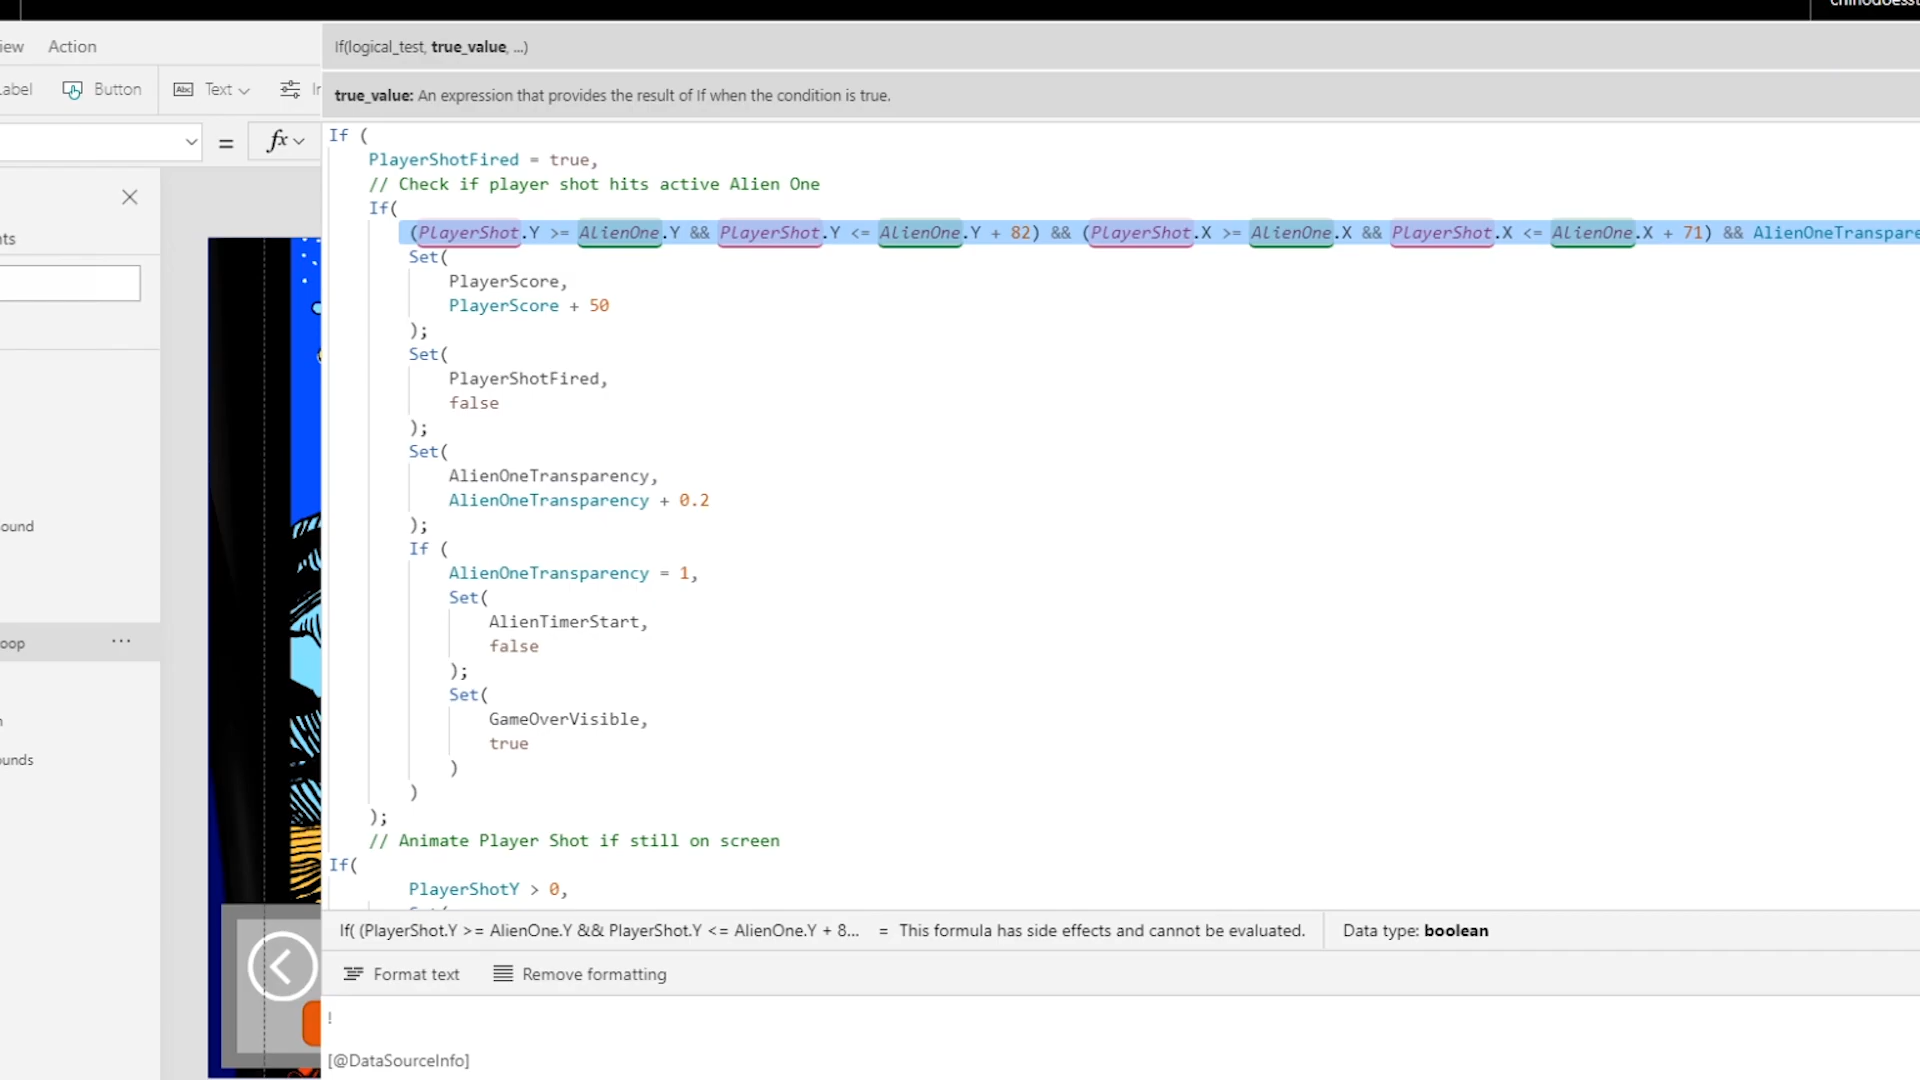 Action
If(logical_test, true_value, ...)
Button
Text
true_value: An expression that provides the result of If when the condition is true.
=
fx
If (
PlayerShotFired = true,
// Check if player shot hits active Alien One
If(
(PlayerShot.Y >= AlienOne.Y && PlayerShot.Y <= AlienOne.Y + 82) && (PlayerShot.X >= AlienOne.X && PlayerShot.X <= AlienOne.X + 71) && AlienOneTranspare
Set(
PlayerScore,
PlayerScore + 50
);
Set(
PlayerShotFired,
false
);
Set(
AlienOneTransparency,
AlienOneTransparency + 0.2
);
If (
AlienOneTransparency = 1,
Set(
AlienTimerStart,
false
);
Set(
GameOverVisible,
true
)
)
);
// Animate Player Shot if still on screen
If(
PlayerShotY > 0,
nts
ound
oop
...
unds
If( (PlayerShot.Y >= AlienOne.Y && PlayerShot.Y <= AlienOne.Y + 8... = This formula has side effects and cannot be evaluated. Data type: boolean
Format text Remove formatting
!
[@DataSourceInfo]